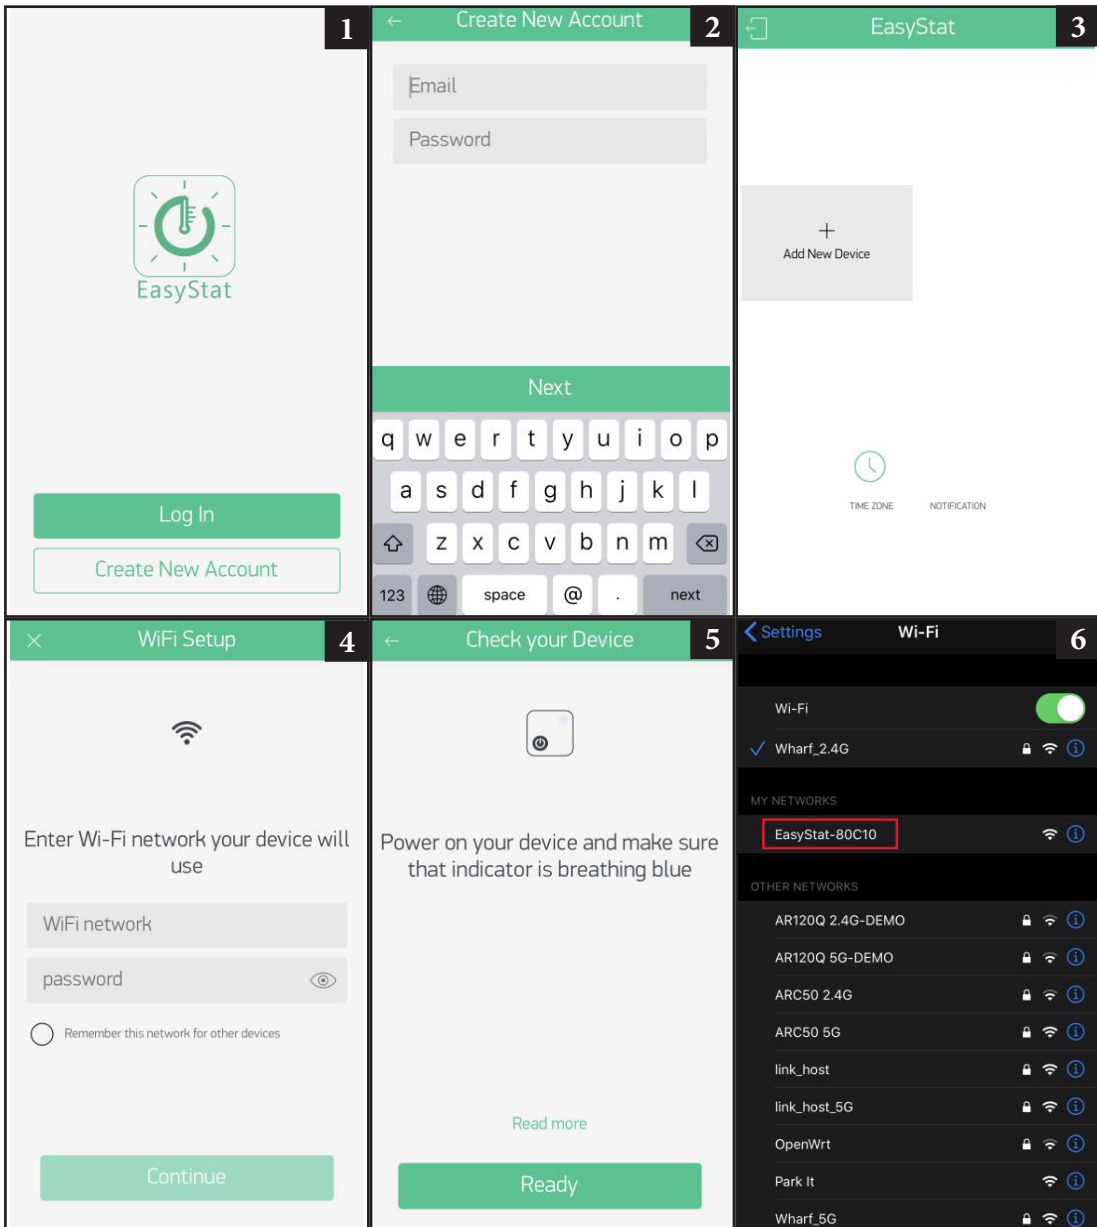 1
EasyStat
Log In
Create New Account
Create New Account
2
Email
Password
Next
q w e r t y u i o p
a s d f g h j k l
z x c v b n m
123 space @ . next
EasyStat
3
+
Add New Device
TIME ZONE NOTIFICATION
WiFi Setup
4
Enter Wi-Fi network your device will
use
WiFi network
password
Remember this network for other devices
Continue
Check your Device
5
Power on your device and make sure
that indicator is breathing blue
Read more
Ready
Settings Wi-Fi
6
Wi-Fi
Wharf_2.4G
MY NETWORKS
EasyStat-80C10
OTHER NETWORKS
AR120Q 2.4G-DEMO
AR120Q 5G-DEMO
ARC50 2.4G
ARC50 5G
link_host
link_host_5G
OpenWrt
Park It
Wharf_5G